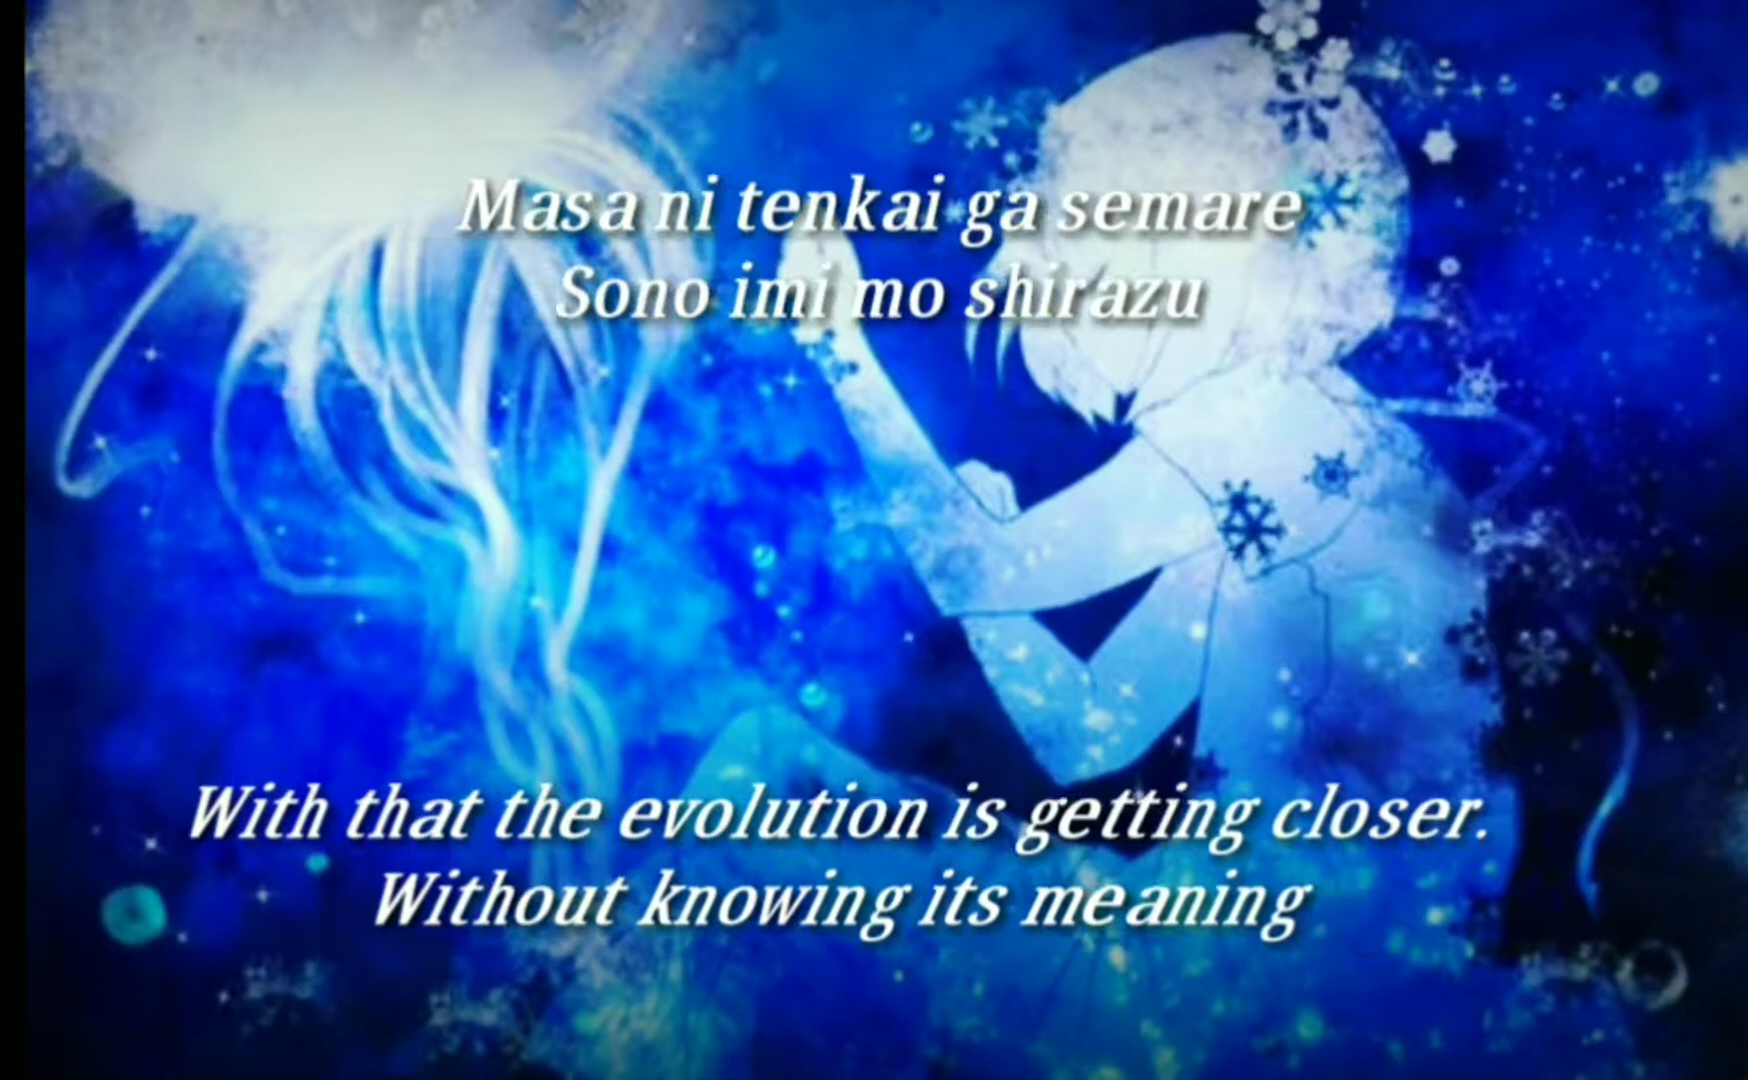 Masa ni tenkai ga semare
Sono imi mo shirazu
With that the evolution is getting closer.
Without knowing its meaning